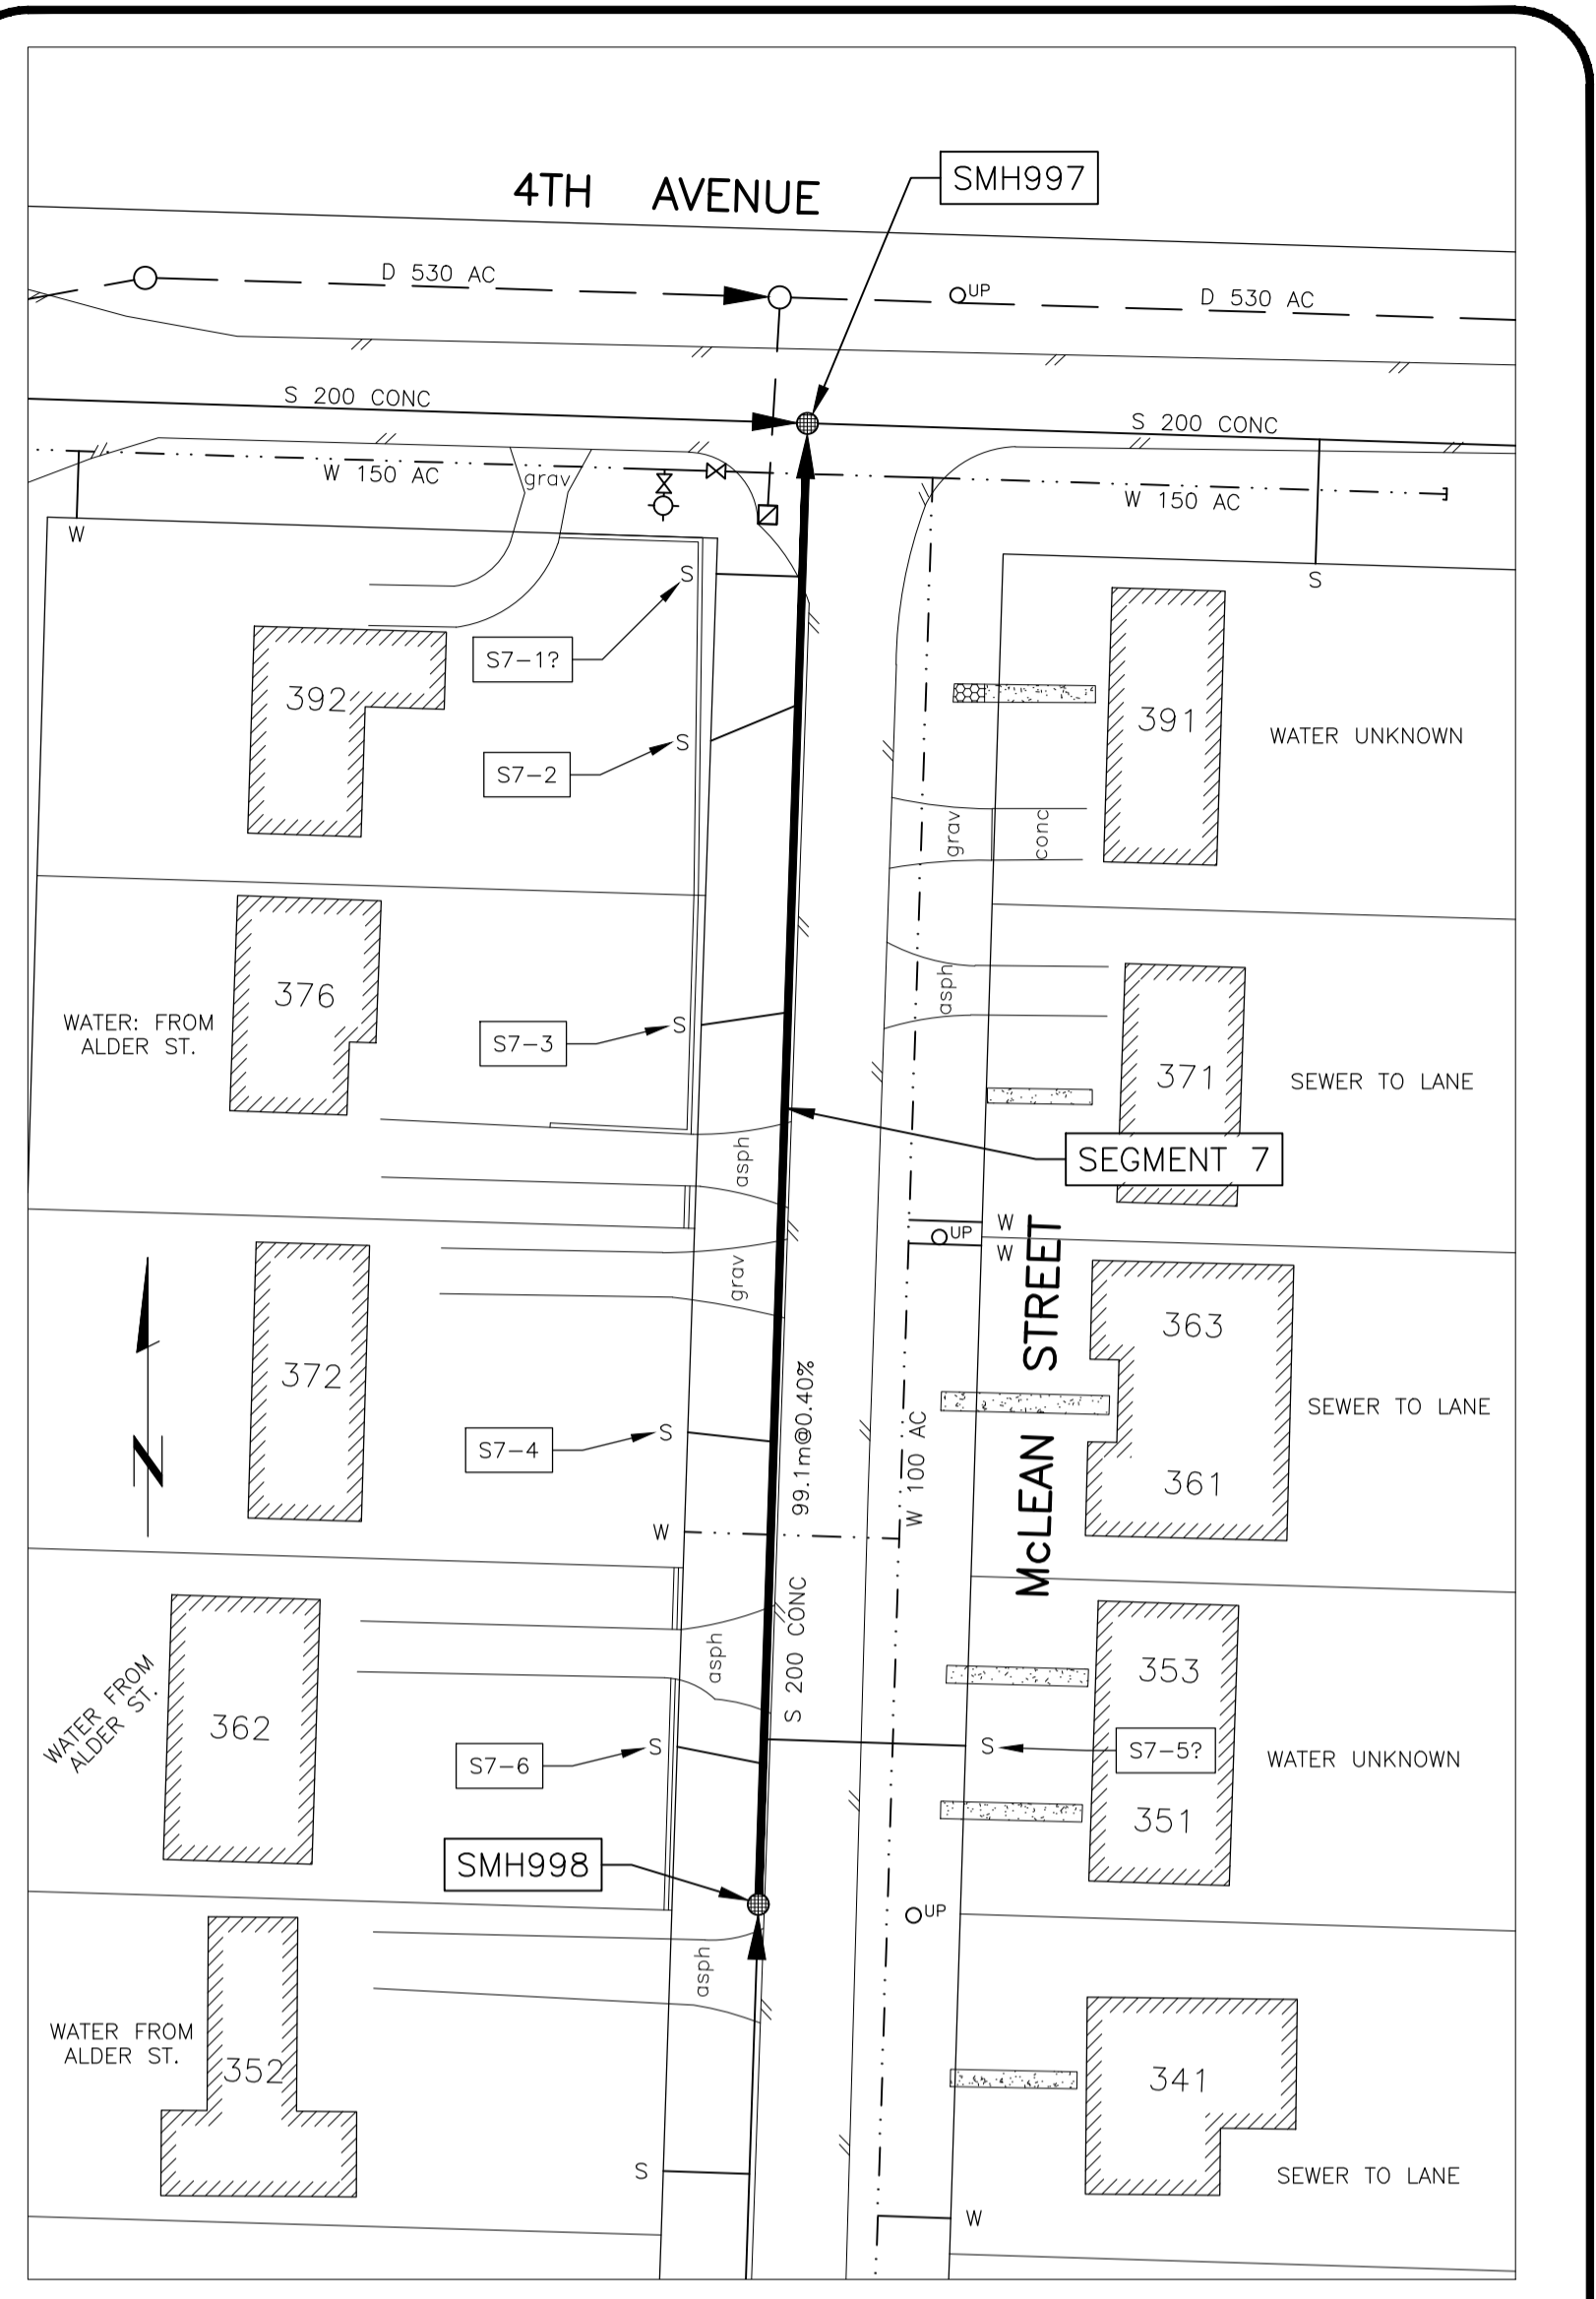 4TH AVENUE
SMH997
D 530 AC
UP
D 530 AC
S 200 CONC
S 200 CONC
W 150 AC
grav
W 150 AC
W
S
S
S7-1?
392
S7-2
S
391
WATER UNKNOWN
grav
conc
376
WATER: FROM
ALDER ST.
S7-3
S
asph
371
SEWER TO LANE
SEGMENT 7
asph
W
UP
W
grav
372
363
N
99.1m@0.40%
W 100 AC
McLEAN STREET
SEWER TO LANE
S7-4
S
361
W
S 200 CONC
asph
353
WATER FROM
ALDER ST.
362
S7-6
S
S
S7-5?
WATER UNKNOWN
351
SMH998
UP
asph
WATER FROM
ALDER ST.
352
341
S
SEWER TO LANE
W